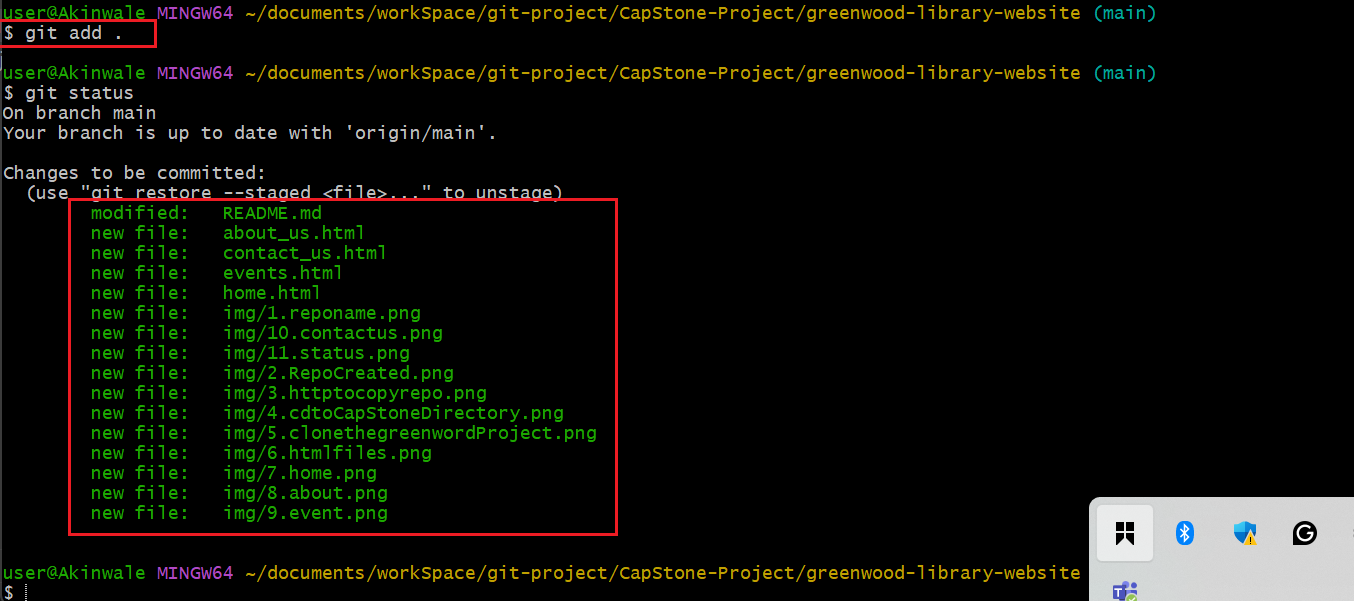 user@Akinwale MINGW64 ~/documents/workSpace/git-project/CapStone-Project/greenwood-library-website (main)
$ git add .
user@Akinwale MINGW64 ~/documents/workSpace/git-project/CapStone-Project/greenwood-library-website (main)
$ git status
On branch main
Your branch is up to date with 'origin/main'.
Changes to be committed:
  (use "git restore --staged <file>..." to unstage)
        modified:   README.md
        new file:   about_us.html
        new file:   contact_us.html
        new file:   events.html
        new file:   home.html
        new file:   img/1.reponame.png
        new file:   img/10.contactus.png
        new file:   img/11.status.png
        new file:   img/2.RepoCreated.png
        new file:   img/3.httptocopyrepo.png
        new file:   img/4.cdtoCapStoneDirectory.png
        new file:   img/5.clonethegreenwordProject.png
        new file:   img/6.htmlfiles.png
        new file:   img/7.home.png
        new file:   img/8.about.png
        new file:   img/9.event.png
user@Akinwale MINGW64 ~/documents/workSpace/git-project/CapStone-Project/greenwood-library-website
$